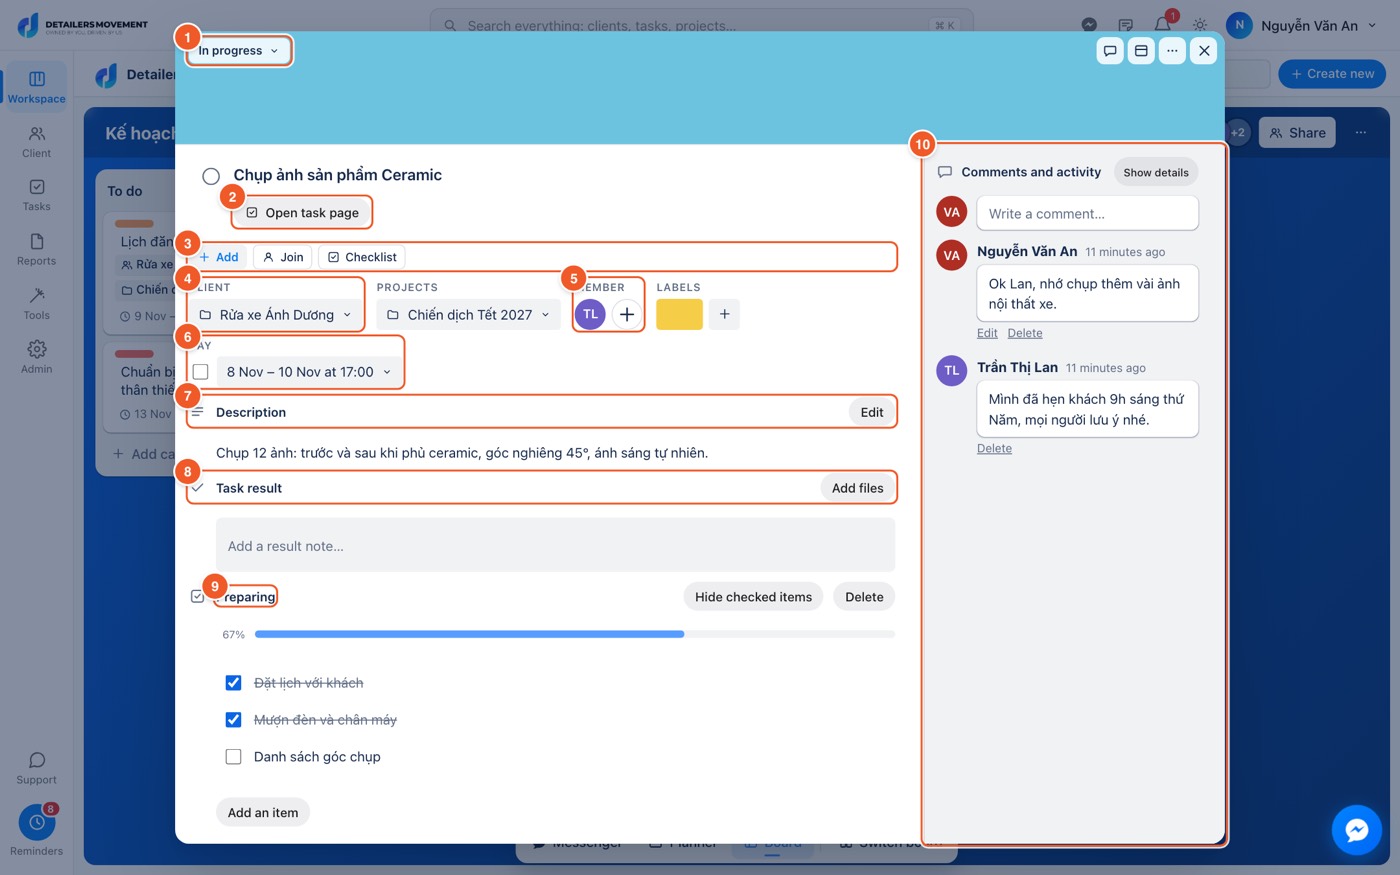 DETAILERS MOVEMENT
Search everything: clients, tasks, projects...
⌘ K
1
N
Nguyễn Văn An
Workspace
Client
Tasks
Reports
Tools
Admin
Support
8
Reminders
Detailer
+ Create new
Kế hoạch
+2
Share
To do
Lịch đăn
Rửa xe
Chiến d
9 Nov –
Chuẩn bị
thân thiế
13 Nov
+ Add ca
1
In progress
Chụp ảnh sản phẩm Ceramic
2
Open task page
3
+ Add
Join
Checklist
4
LIENT
Rửa xe Ánh Dương
PROJECTS
Chiến dịch Tết 2027
5
EMBER
TL
+
LABELS
+
6
AY
8 Nov – 10 Nov at 17:00
7
Description
Edit
Chụp 12 ảnh: trước và sau khi phủ ceramic, góc nghiêng 45°, ánh sáng tự nhiên.
8
Task result
Add files
Add a result note...
9
reparing
Hide checked items
Delete
67%
Đặt lịch với khách
Mượn đèn và chân máy
Danh sách góc chụp
Add an item
10
Comments and activity
Show details
VA
Write a comment...
VA
Nguyễn Văn An 11 minutes ago
Ok Lan, nhớ chụp thêm vài ảnh
nội thất xe.
Edit Delete
TL
Trần Thị Lan 11 minutes ago
Mình đã hẹn khách 9h sáng thứ
Năm, mọi người lưu ý nhé.
Delete
Messenger
Planner
Board